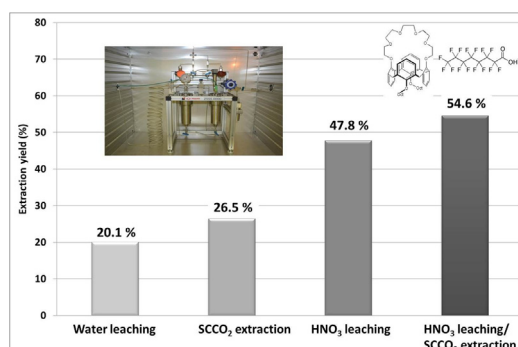 80
70
60
50
40
30
20
10
0
Extraction yield (%)
20.1 %
26.5 %
47.8 %
54.6 %
Water leaching
SCCO₂ extraction
HNO₃ leaching
HNO₃ leaching/
SCCO₂ extraction
F F F F F F
O
OH